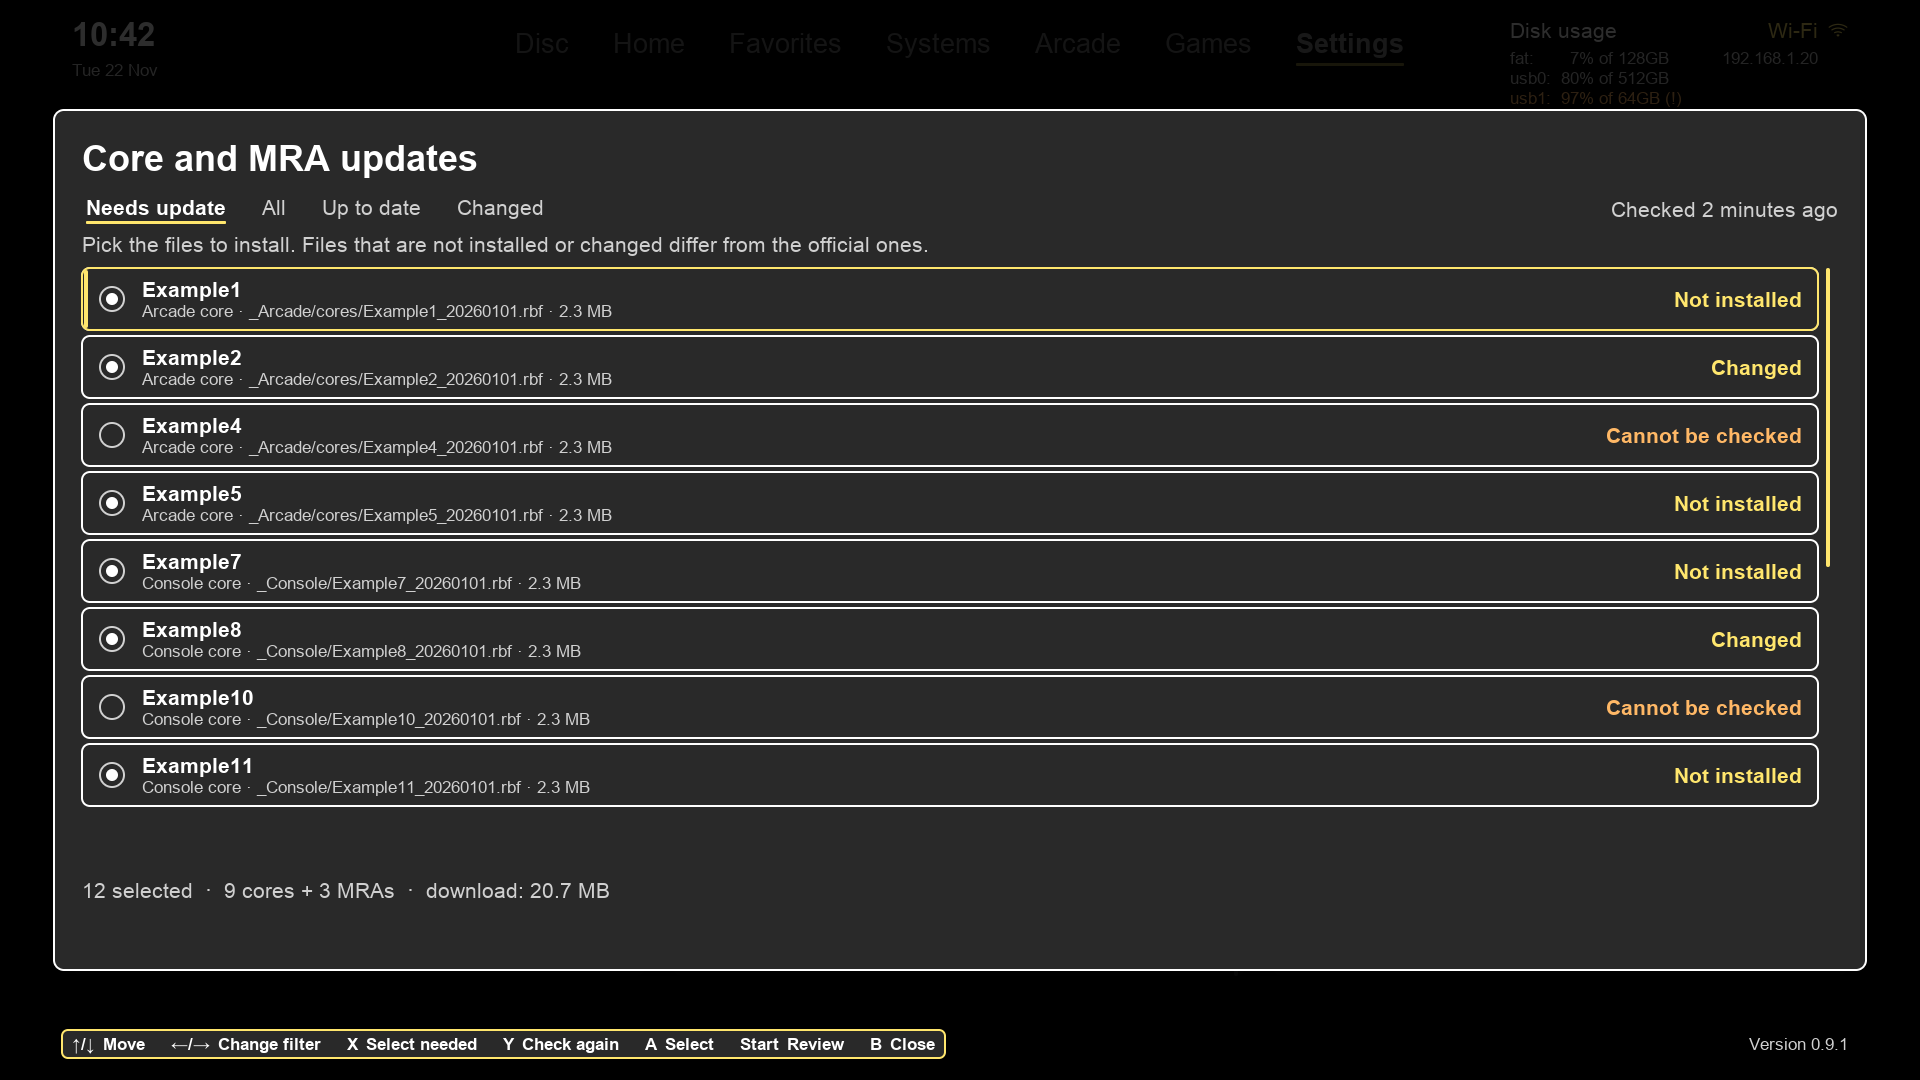 10:42
Tue 22 Nov
Disc Home Favorites Systems Arcade Games Settings
Disk usage
fat: 7% of 128GB
usb0: 80% of 512GB
usb1: 97% of 64GB (!)
Wi-Fi
192.168.1.20
Core and MRA updates
Needs update All Up to date Changed
Checked 2 minutes ago
Pick the files to install. Files that are not installed or changed differ from the official ones.
Example1
Arcade core · _Arcade/cores/Example1_20260101.rbf · 2.3 MB
Not installed
Example2
Arcade core · _Arcade/cores/Example2_20260101.rbf · 2.3 MB
Changed
Example4
Arcade core · _Arcade/cores/Example4_20260101.rbf · 2.3 MB
Cannot be checked
Example5
Arcade core · _Arcade/cores/Example5_20260101.rbf · 2.3 MB
Not installed
Example7
Console core · _Console/Example7_20260101.rbf · 2.3 MB
Not installed
Example8
Console core · _Console/Example8_20260101.rbf · 2.3 MB
Changed
Example10
Console core · _Console/Example10_20260101.rbf · 2.3 MB
Cannot be checked
Example11
Console core · _Console/Example11_20260101.rbf · 2.3 MB
Not installed
12 selected · 9 cores + 3 MRAs · download: 20.7 MB
↑/↓ Move ←/→ Change filter X Select needed Y Check again A Select Start Review B Close
Version 0.9.1